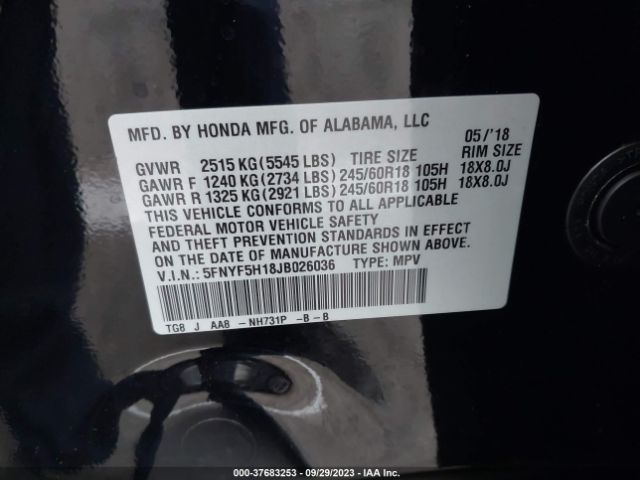 MFD. BY HONDA MFG. OF ALABAMA, LLC 05/'18
GVWR 2515 KG(5545 LBS) TIRE SIZE RIM SIZE
GAWR F 1240 KG(2734 LBS) 245/60R18 105H 18X8.0J
GAWR R 1325 KG(2921 LBS) 245/60R18 105H 18X8.0J
THIS VEHICLE CONFORMS TO ALL APPLICABLE
FEDERAL MOTOR VEHICLE SAFETY
AND THEFT PREVENTION STANDARDS IN EFFECT
ON THE DATE OF MANUFACTURE SHOWN ABOVE.
V.I.N.: 5FNYF5H18JB026036 TYPE: MPV
TG8 J AA8 -NH731P -B-B
000-37683253 - 09/29/2023 - IAA Inc.